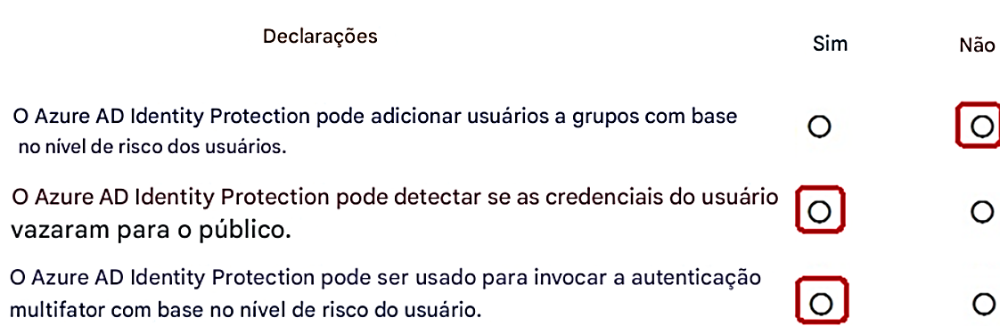 Declarações Sim Não
O Azure AD Identity Protection pode adicionar usuários a grupos com base
no nível de risco dos usuários.
O Azure AD Identity Protection pode detectar se as credenciais do usuário
vazaram para o público.
O Azure AD Identity Protection pode ser usado para invocar a autenticação
multifator com base no nível de risco do usuário.